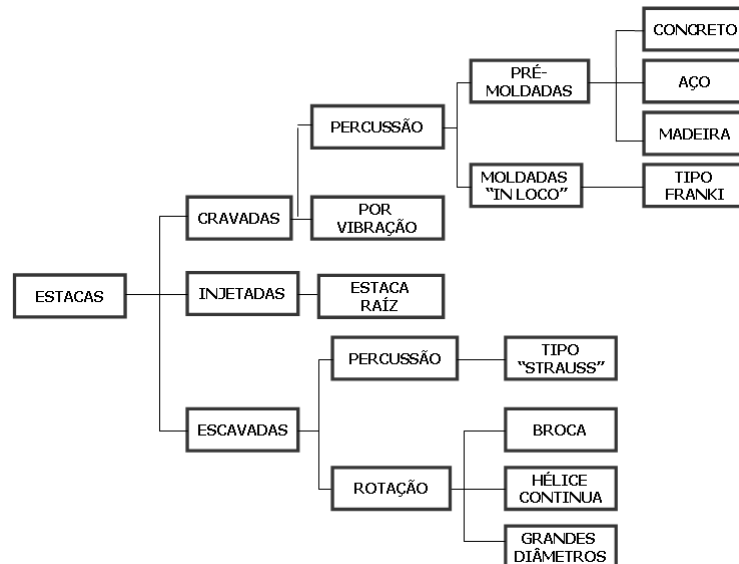 CONCRETO
PRÉ-
MOLDADAS
AÇO
PERCUSSÃO
MADEIRA
MOLDADAS
“IN LOCO”
TIPO
FRANKI
CRAVADAS
POR
VIBRAÇÃO
ESTACAS
INJETADAS
ESTACA
RAÍZ
PERCUSSÃO
TIPO
“STRAUSS”
ESCAVADAS
BROCA
ROTAÇÃO
HÉLICE
CONTINUA
GRANDES
DIÂMETROS